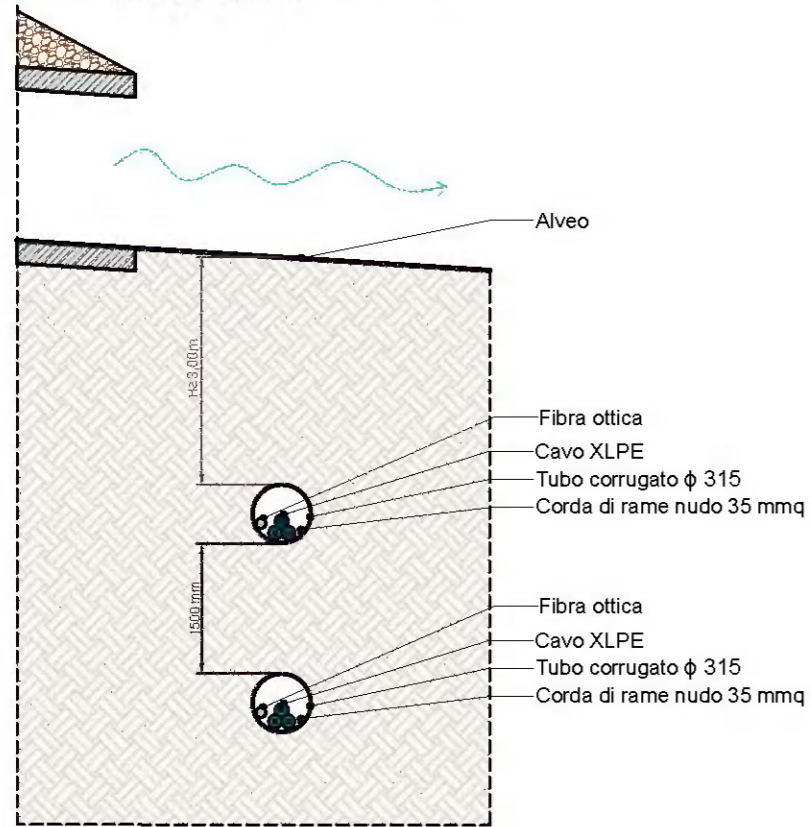 Alveo
H≥3,00m
Fibra ottica
Cavo XLPE
Tubo corrugato ϕ 315
Corda di rame nudo 35 mmq
1500 mm
Fibra ottica
Cavo XLPE
Tubo corrugato ϕ 315
Corda di rame nudo 35 mmq